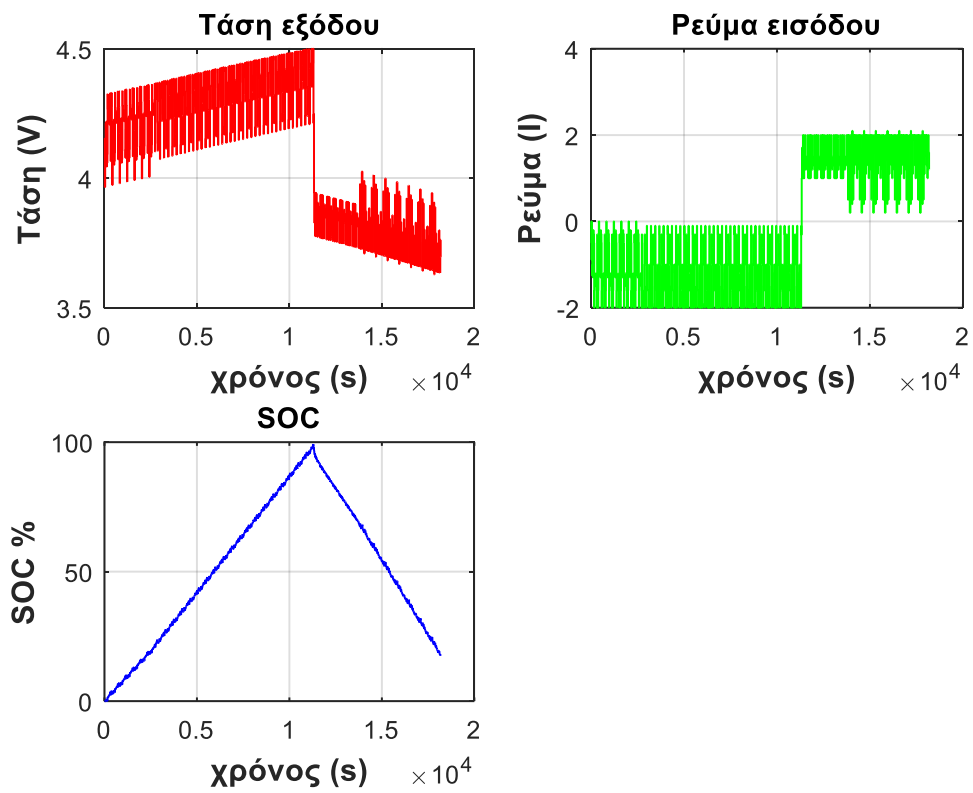 Τάση εξόδου
Τάση (V)
4.5
4
3.5
0 0.5 1 1.5 2
χρόνος (s) ×10^4
Ρεύμα εισόδου
Ρεύμα (I)
4
2
0
-2
0 0.5 1 1.5 2
χρόνος (s) ×10^4
SOC
SOC %
100
50
0
0 0.5 1 1.5 2
χρόνος (s) ×10^4